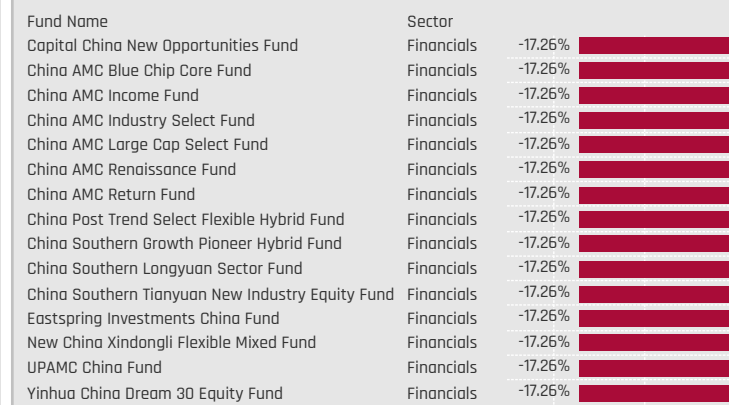 Fund Name Sector
Capital China New Opportunities Fund Financials -17.26%
China AMC Blue Chip Core Fund Financials -17.26%
China AMC Income Fund Financials -17.26%
China AMC Industry Select Fund Financials -17.26%
China AMC Large Cap Select Fund Financials -17.26%
China AMC Renaissance Fund Financials -17.26%
China AMC Return Fund Financials -17.26%
China Post Trend Select Flexible Hybrid Fund Financials -17.26%
China Southern Growth Pioneer Hybrid Fund Financials -17.26%
China Southern Longyuan Sector Fund Financials -17.26%
China Southern Tianyuan New Industry Equity Fund Financials -17.26%
Eastspring Investments China Fund Financials -17.26%
New China Xindongli Flexible Mixed Fund Financials -17.26%
UPAMC China Fund Financials -17.26%
Yinhua China Dream 30 Equity Fund Financials -17.26%